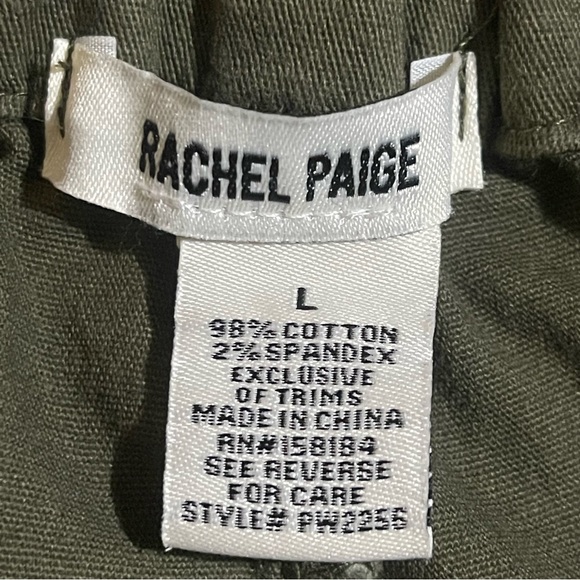 RACHEL PAIGE
L
98% COTTON
2% SPANDEX
EXCLUSIVE
OF TRIMS
MADE IN CHINA
RN#158184
SEE REVERSE
FOR CARE
STYLE# PW2256